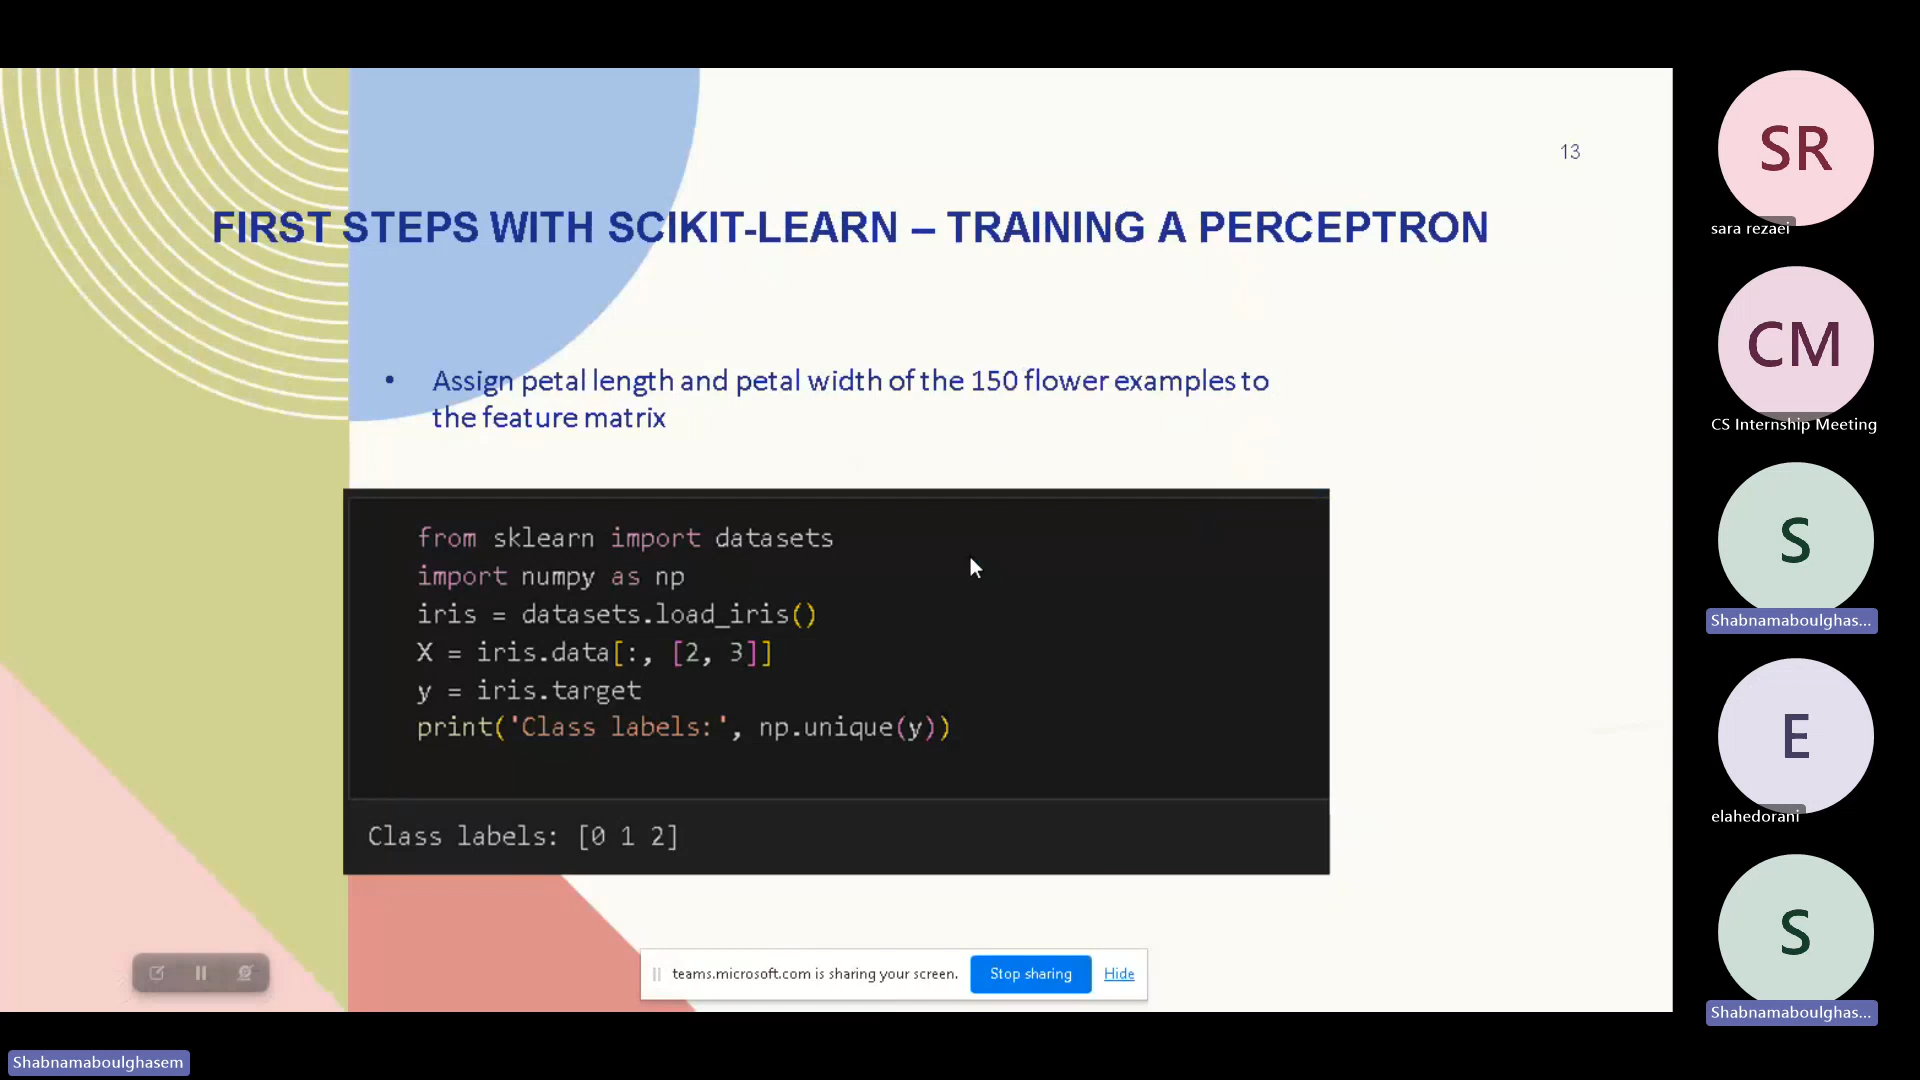 13
FIRST STEPS WITH SCIKIT-LEARN – TRAINING A PERCEPTRON
• Assign petal length and petal width of the 150 flower examples to
the feature matrix
from sklearn import datasets
import numpy as np
iris = datasets.load_iris()
X = iris.data[:, [2, 3]]
y = iris.target
print('Class labels:', np.unique(y))
Class labels: [0 1 2]
teams.microsoft.com is sharing your screen. Stop sharing Hide
SR
sara rezaei
CM
CS Internship Meeting
S
Shabnamaboulghas...
E
elahedorani
S
Shabnamaboulghas...
Shabnamaboulghasem